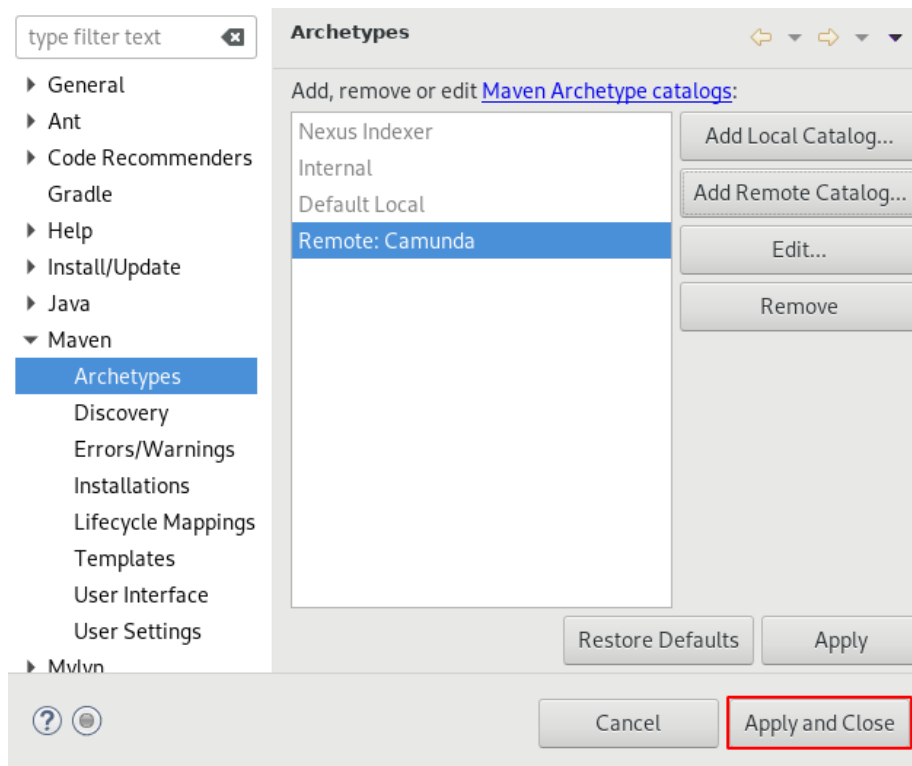 type filter text
General
Ant
Code Recommenders
Gradle
Help
Install/Update
Java
Maven
Archetypes
Discovery
Errors/Warnings
Installations
Lifecycle Mappings
Templates
User Interface
User Settings
Mylyn
Archetypes
Add, remove or edit Maven Archetype catalogs:
Nexus Indexer
Internal
Default Local
Remote: Camunda
Add Local Catalog...
Add Remote Catalog...
Edit...
Remove
Restore Defaults
Apply
?
Cancel
Apply and Close